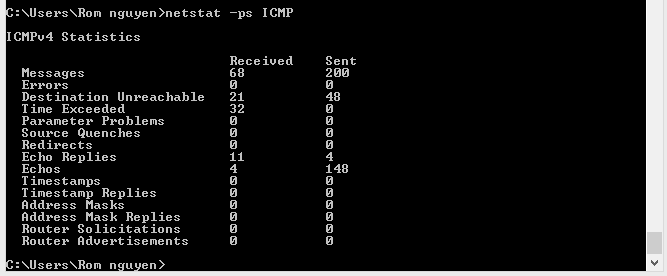 C:\Users\Rom nguyen>netstat -ps ICMP
ICMPv4 Statistics
Received Sent
Messages 68 200
Errors 0 0
Destination Unreachable 21 48
Time Exceeded 32 0
Parameter Problems 0 0
Source Quenches 0 0
Redirects 0 0
Echo Replies 11 4
Echos 4 148
Timestamps 0 0
Timestamp Replies 0 0
Address Masks 0 0
Address Mask Replies 0 0
Router Solicitations 0 0
Router Advertisements 0 0
C:\Users\Rom nguyen>